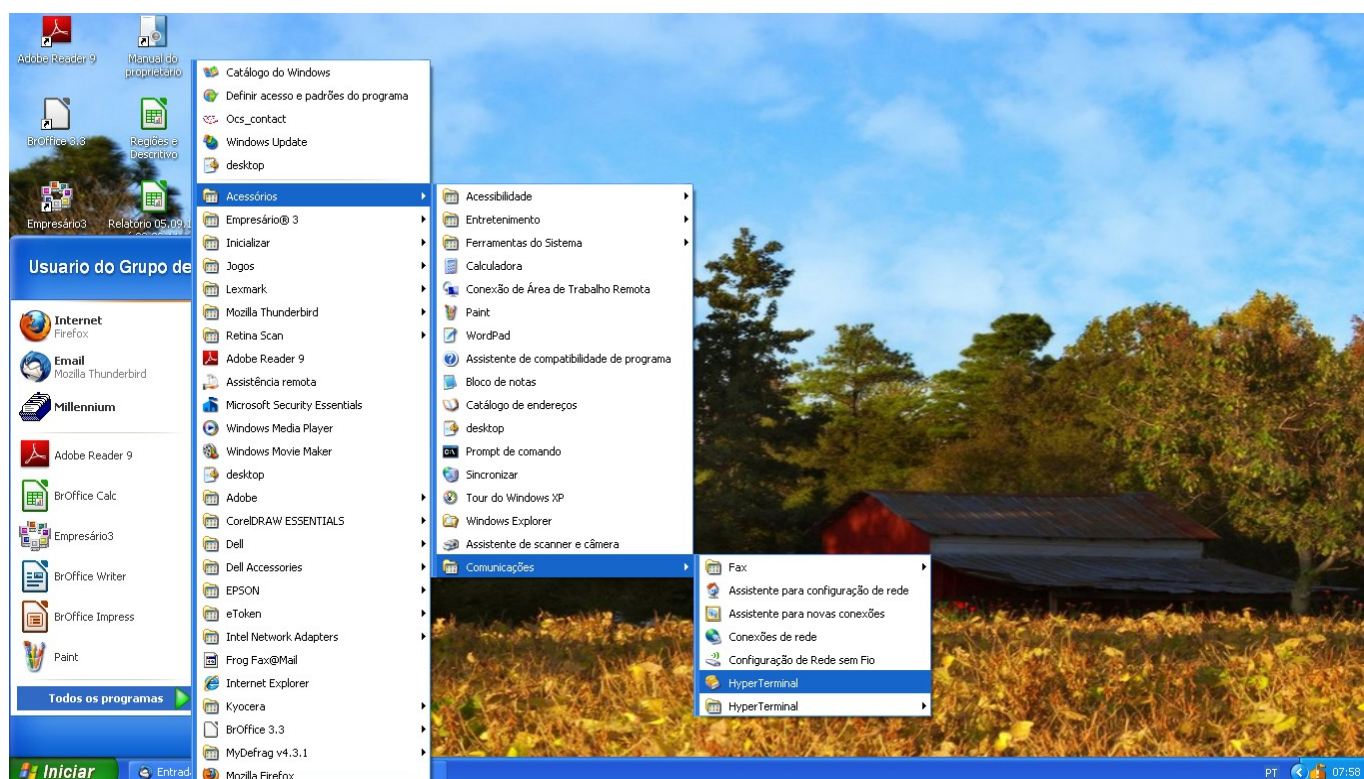 Adobe Reader 9
Manual do
proprietário
BrOffice 3.3
Regiões e
Descritivo
Empresário3
Relatório 05.09.1
Usuario do Grupo de
Internet
Firefox
Email
Mozilla Thunderbird
Millennium
Adobe Reader 9
BrOffice Calc
Empresário3
BrOffice Writer
BrOffice Impress
Paint
Todos os programas
Catálogo do Windows
Definir acesso e padrões do programa
Ocs_contact
Windows Update
desktop
Acessórios
Empresário® 3
Inicializar
Jogos
Lexmark
Mozilla Thunderbird
Retina Scan
Adobe Reader 9
Assistência remota
Microsoft Security Essentials
Windows Media Player
Windows Movie Maker
desktop
Adobe
CorelDRAW ESSENTIALS
Dell
Dell Accessories
EPSON
eToken
Intel Network Adapters
Frog Fax@Mail
Internet Explorer
Kyocera
BrOffice 3.3
MyDefrag v4.3.1
Mozilla Firefox
Acessibilidade
Entretenimento
Ferramentas do Sistema
Calculadora
Conexão de Área de Trabalho Remota
Paint
WordPad
Assistente de compatibilidade de programa
Bloco de notas
Catálogo de endereços
desktop
Prompt de comando
Sincronizar
Tour do Windows XP
Windows Explorer
Assistente de scanner e câmera
Comunicações
Fax
Assistente para configuração de rede
Assistente para novas conexões
Conexões de rede
Configuração de Rede sem Fio
HyperTerminal
HyperTerminal
Iniciar
Entrad
PT
07:58